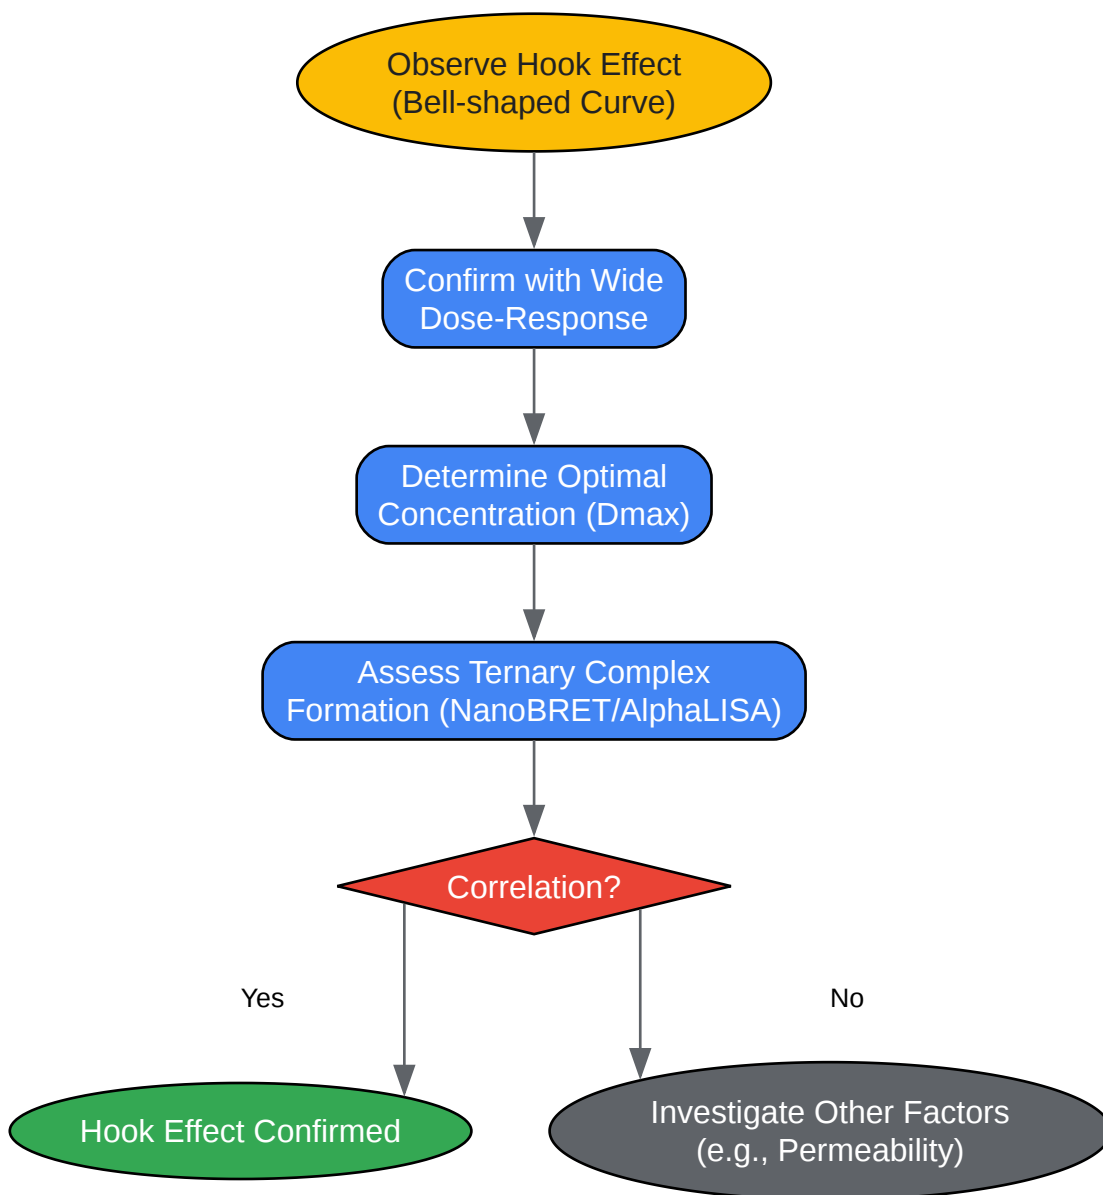 Observe Hook Effect
(Bell-shaped Curve)
Confirm with Wide
Dose-Response
Determine Optimal
Concentration (Dmax)
Assess Ternary Complex
Formation (NanoBRET/AlphaLISA)
Correlation?
Yes
No
Hook Effect Confirmed
Investigate Other Factors
(e.g., Permeability)